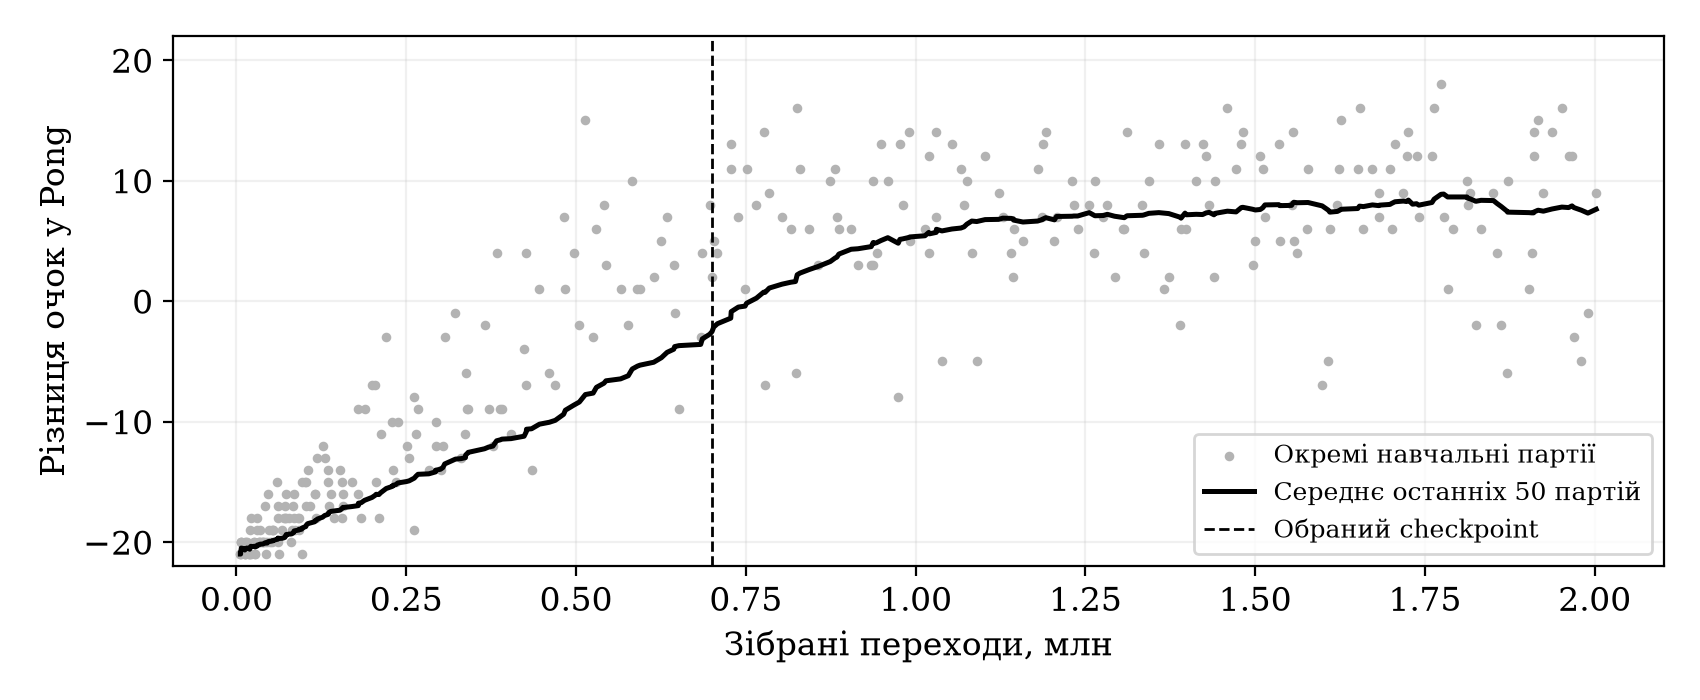 20
10
0
−10
−20
Різниця очок у Pong
0.00 0.25 0.50 0.75 1.00 1.25 1.50 1.75 2.00
Зібрані переходи, млн
Окремі навчальні партії
Середнє останніх 50 партій
Обраний checkpoint